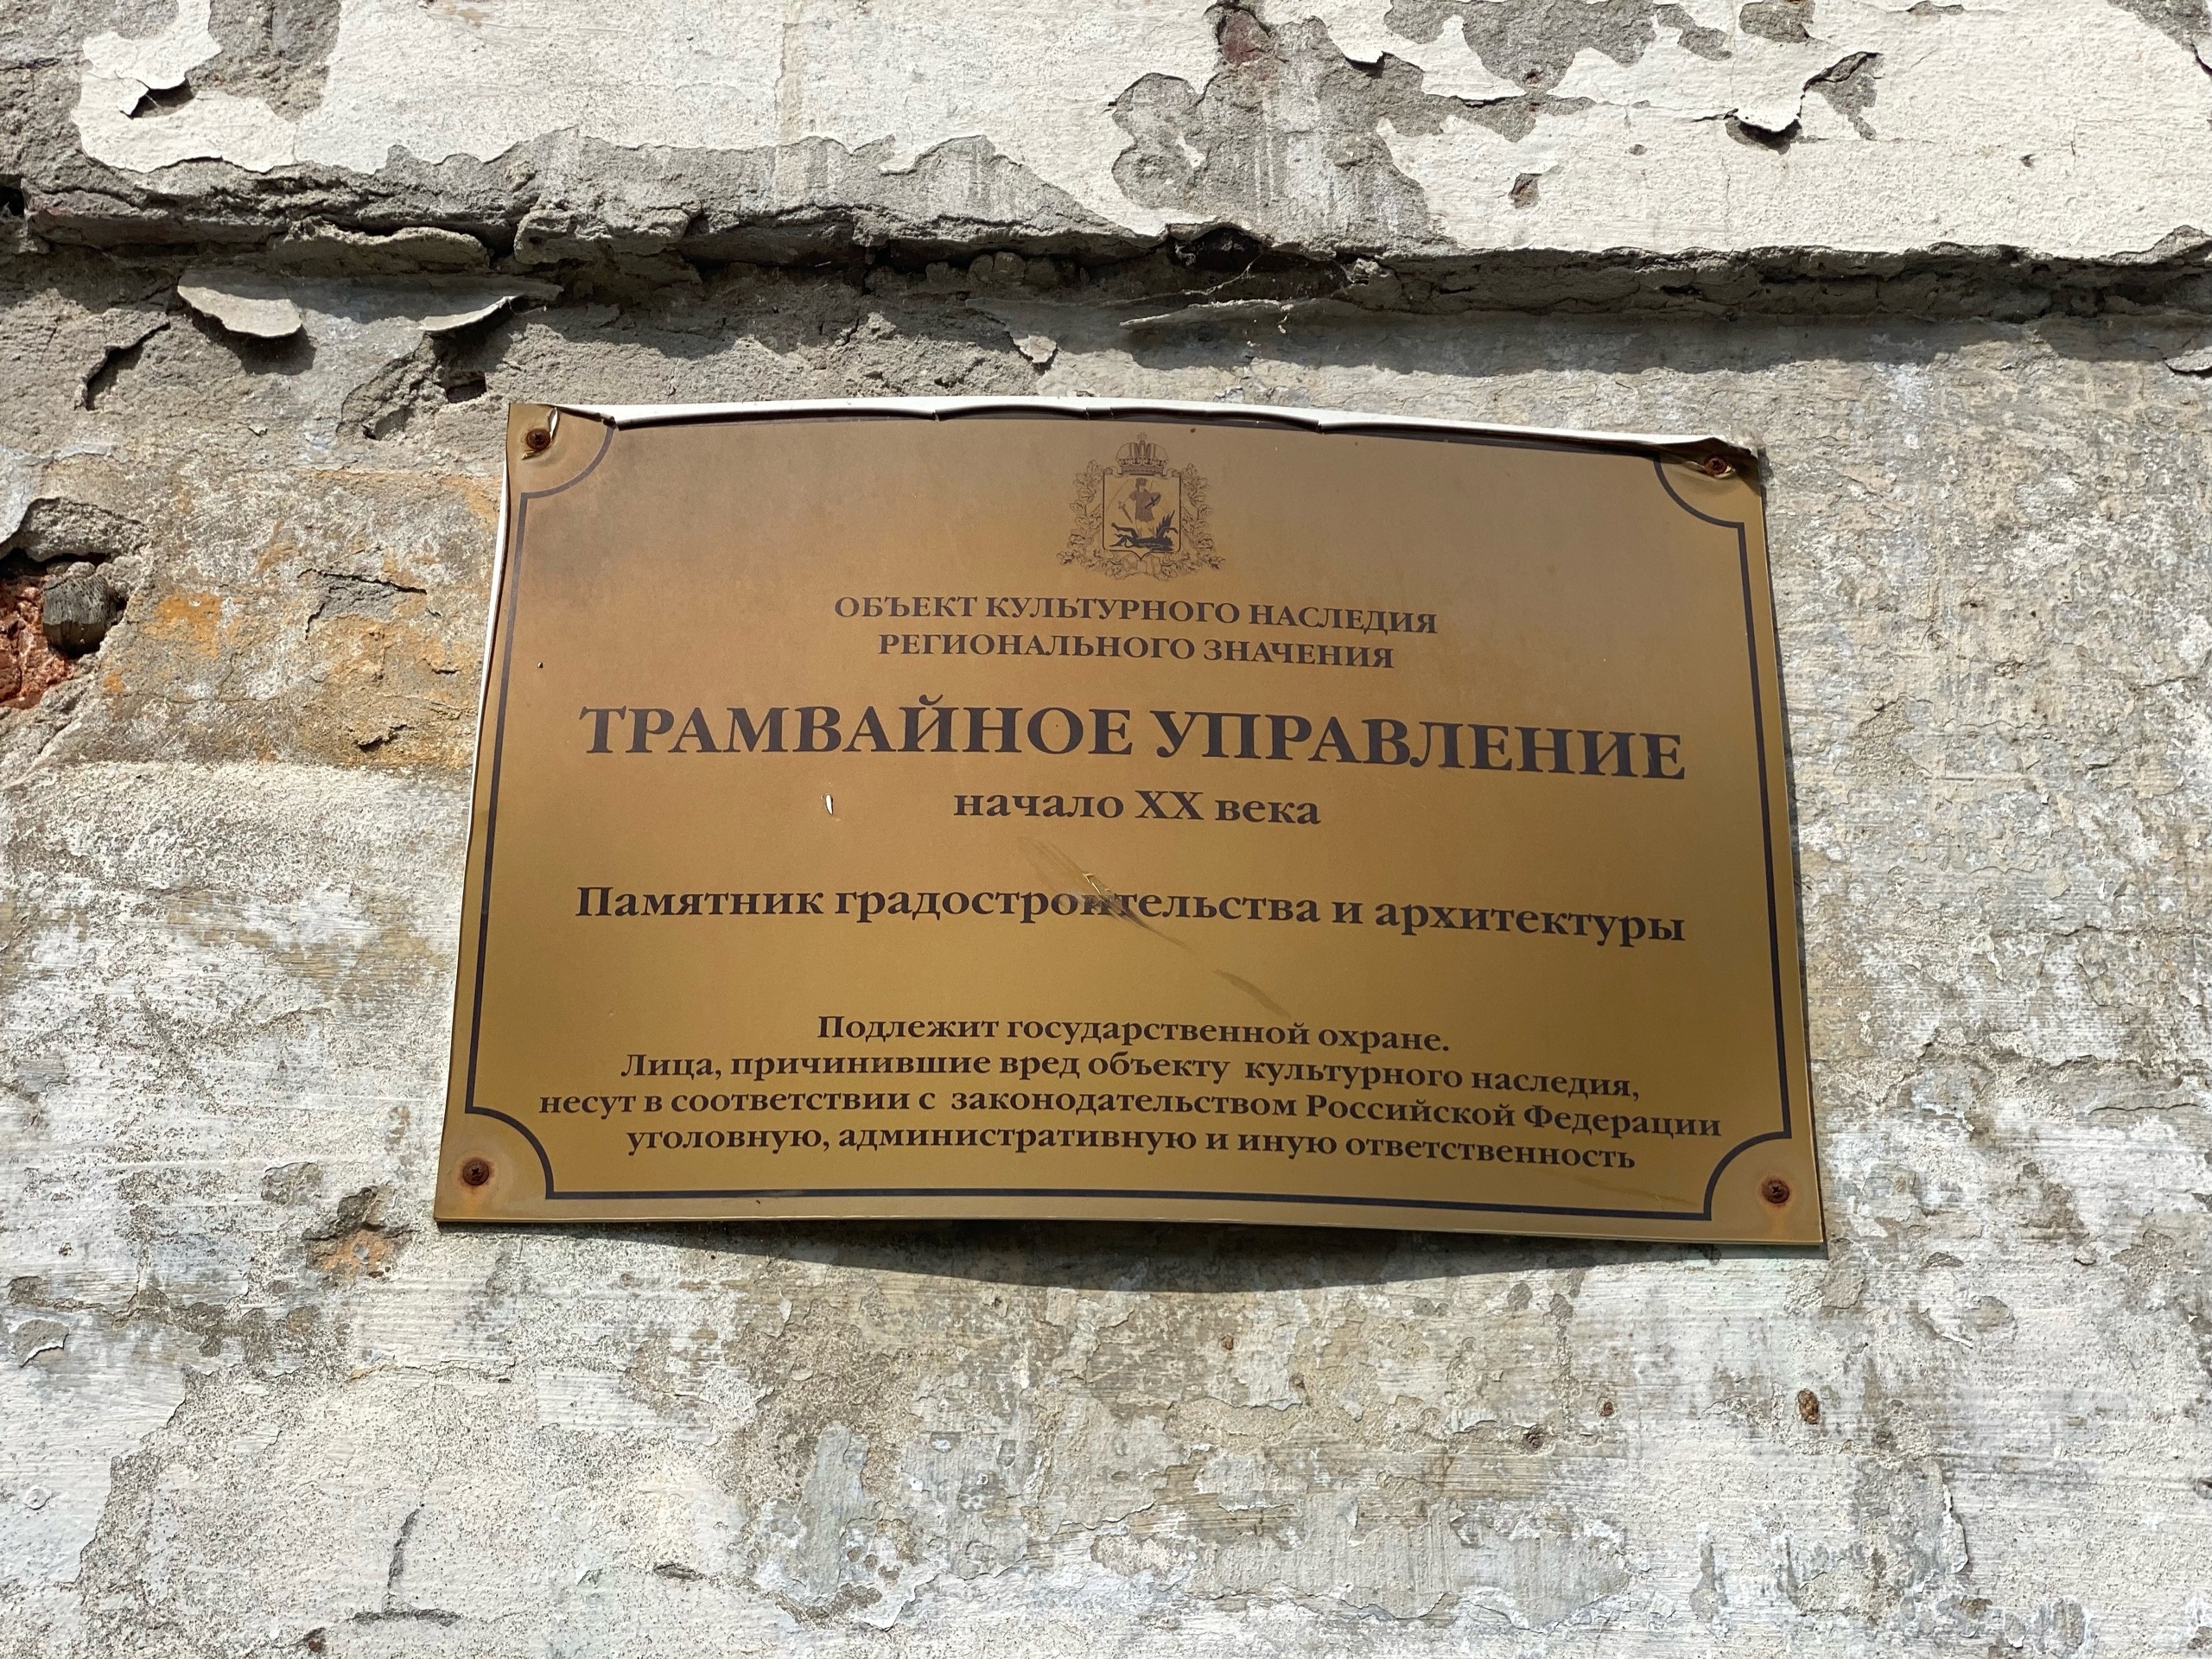 ОБЪЕКТ КУЛЬТУРНОГО НАСЛЕДИЯ
РЕГИОНАЛЬНОГО ЗНАЧЕНИЯ
ТРАМВАЙНОЕ УПРАВЛЕНИЕ
начало XX века
Памятник градостроительства и архитектуры
Подлежит государственной охране.
Лица, причинившие вред объекту культурного наследия,
несут в соответствии с законодательством Российской Федерации
уголовную, административную и иную ответственность